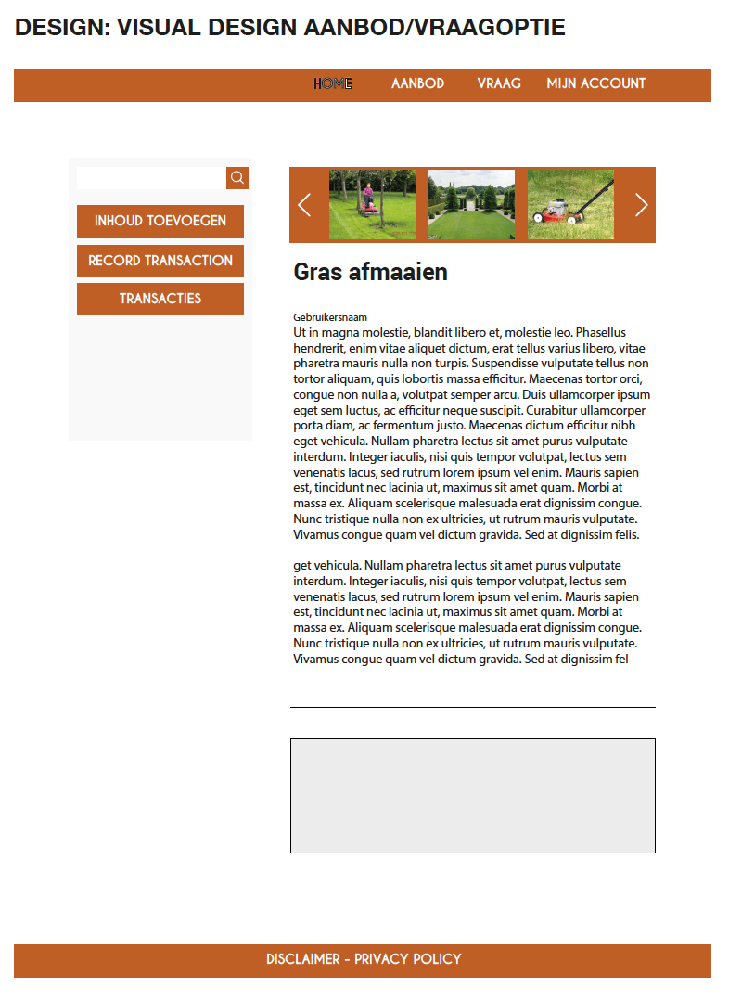 DESIGN: VISUAL DESIGN AANBOD/VRAAGOPTIE
HOME AANBOD VRAAG MIJN ACCOUNT
INHOUD TOEVOEGEN
RECORD TRANSACTION
TRANSACTIES
Gras afmaaien
Gebruikersnaam
Ut in magna molestie, blandit libero et, molestie leo. Phasellus
hendrerit, enim vitae aliquet dictum, erat tellus varius libero, vitae
pharetra mauris nulla non turpis. Suspendisse vulputate tellus non
tortor aliquam, quis lobortis massa efficitur. Maecenas tortor orci,
congue non nulla a, volutpat semper arcu. Duis ullamcorper ipsum
eget sem luctus, ac efficitur neque suscipit. Curabitur ullamcorper
porta diam, ac fermentum justo. Maecenas dictum efficitur nibh
eget vehicula. Nullam pharetra lectus sit amet purus vulputate
interdum. Integer iaculis, nisi quis tempor volutpat, lectus sem
venenatis lacus, sed rutrum lorem ipsum vel enim. Mauris sapien
est, tincidunt nec lacinia ut, maximus sit amet quam. Morbi at
massa ex. Aliquam scelerisque malesuada erat dignissim congue.
Nunc tristique nulla non ex ultricies, ut rutrum mauris vulputate.
Vivamus congue quam vel dictum gravida. Sed at dignissim felis.
get vehicula. Nullam pharetra lectus sit amet purus vulputate
interdum. Integer iaculis, nisi quis tempor volutpat, lectus sem
venenatis lacus, sed rutrum lorem ipsum vel enim. Mauris sapien
est, tincidunt nec lacinia ut, maximus sit amet quam. Morbi at
massa ex. Aliquam scelerisque malesuada erat dignissim congue.
Nunc tristique nulla non ex ultricies, ut rutrum mauris vulputate.
Vivamus congue quam vel dictum gravida. Sed at dignissim fel
DISCLAIMER - PRIVACY POLICY